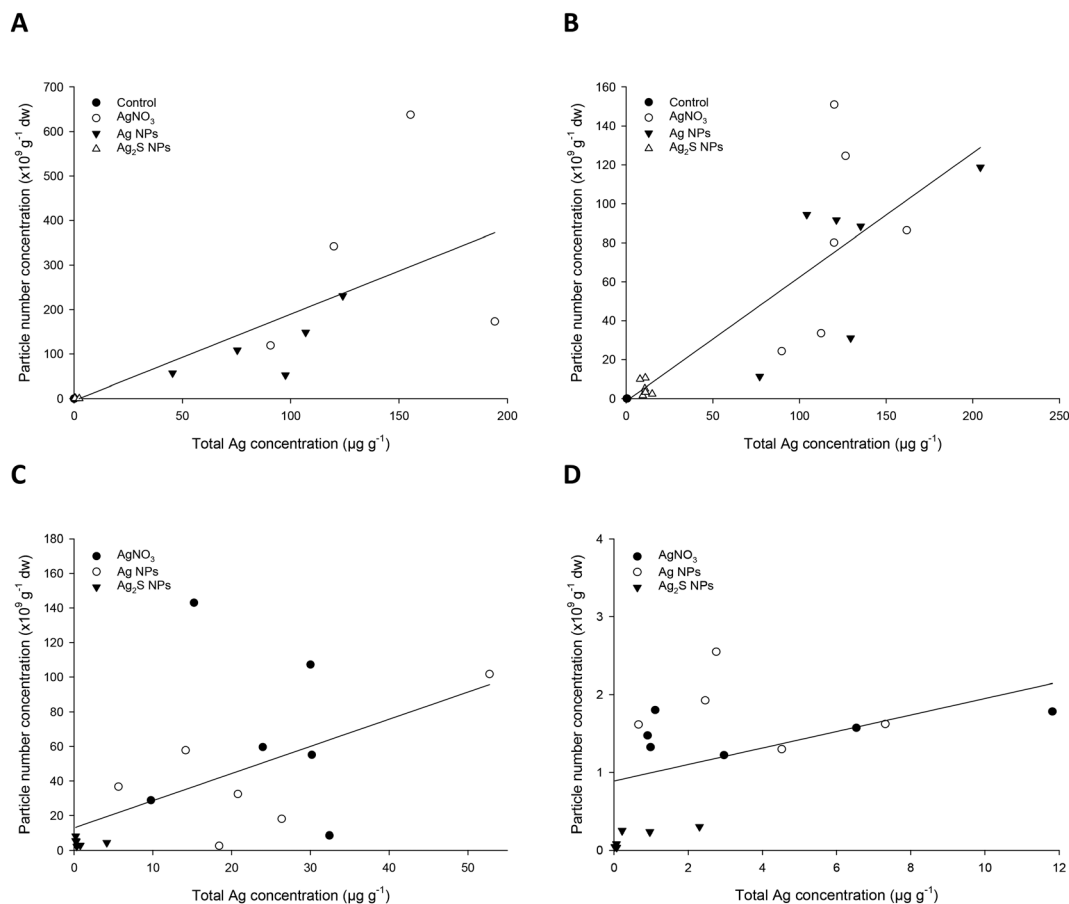 A
Particle number concentration (x10⁹ g⁻¹ dw)
700
600
500
400
300
200
100
0
Control
AgNO₃
Ag NPs
Ag₂S NPs
0
50
100
150
200
Total Ag concentration (µg g⁻¹)
B
Particle number concentration (x10⁹ g⁻¹ dw)
160
140
120
100
80
60
40
20
0
Control
AgNO₃
Ag NPs
Ag₂S NPs
0
50
100
150
200
250
Total Ag concentration (µg g⁻¹)
C
Particle number concentration (x10⁹ g⁻¹ dw)
180
160
140
120
100
80
60
40
20
0
AgNO₃
Ag NPs
Ag₂S NPs
0
10
20
30
40
50
Total Ag concentration (µg g⁻¹)
D
Particle number concentration (x10⁹ g⁻¹ dw)
4
3
2
1
0
AgNO₃
Ag NPs
Ag₂S NPs
0
2
4
6
8
10
12
Total Ag concentration (µg g⁻¹)